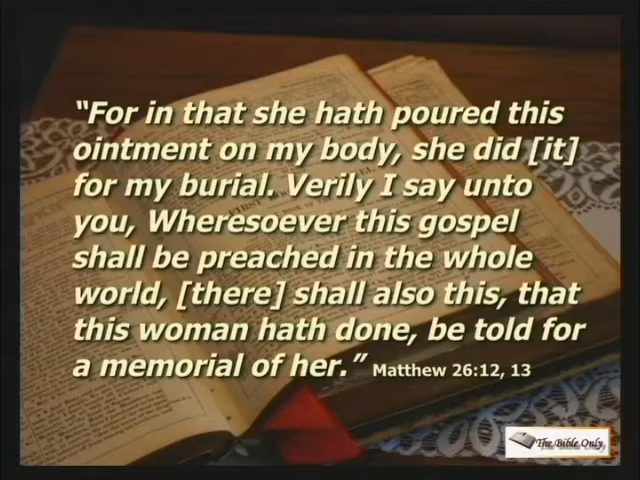 “For in that she hath poured this
ointment on my body, she did [it]
for my burial. Verily I say unto
you, Wheresoever this gospel
shall be preached in the whole
world, [there] shall also this, that
this woman hath done, be told for
a memorial of her.” Matthew 26:12, 13
The Bible Only